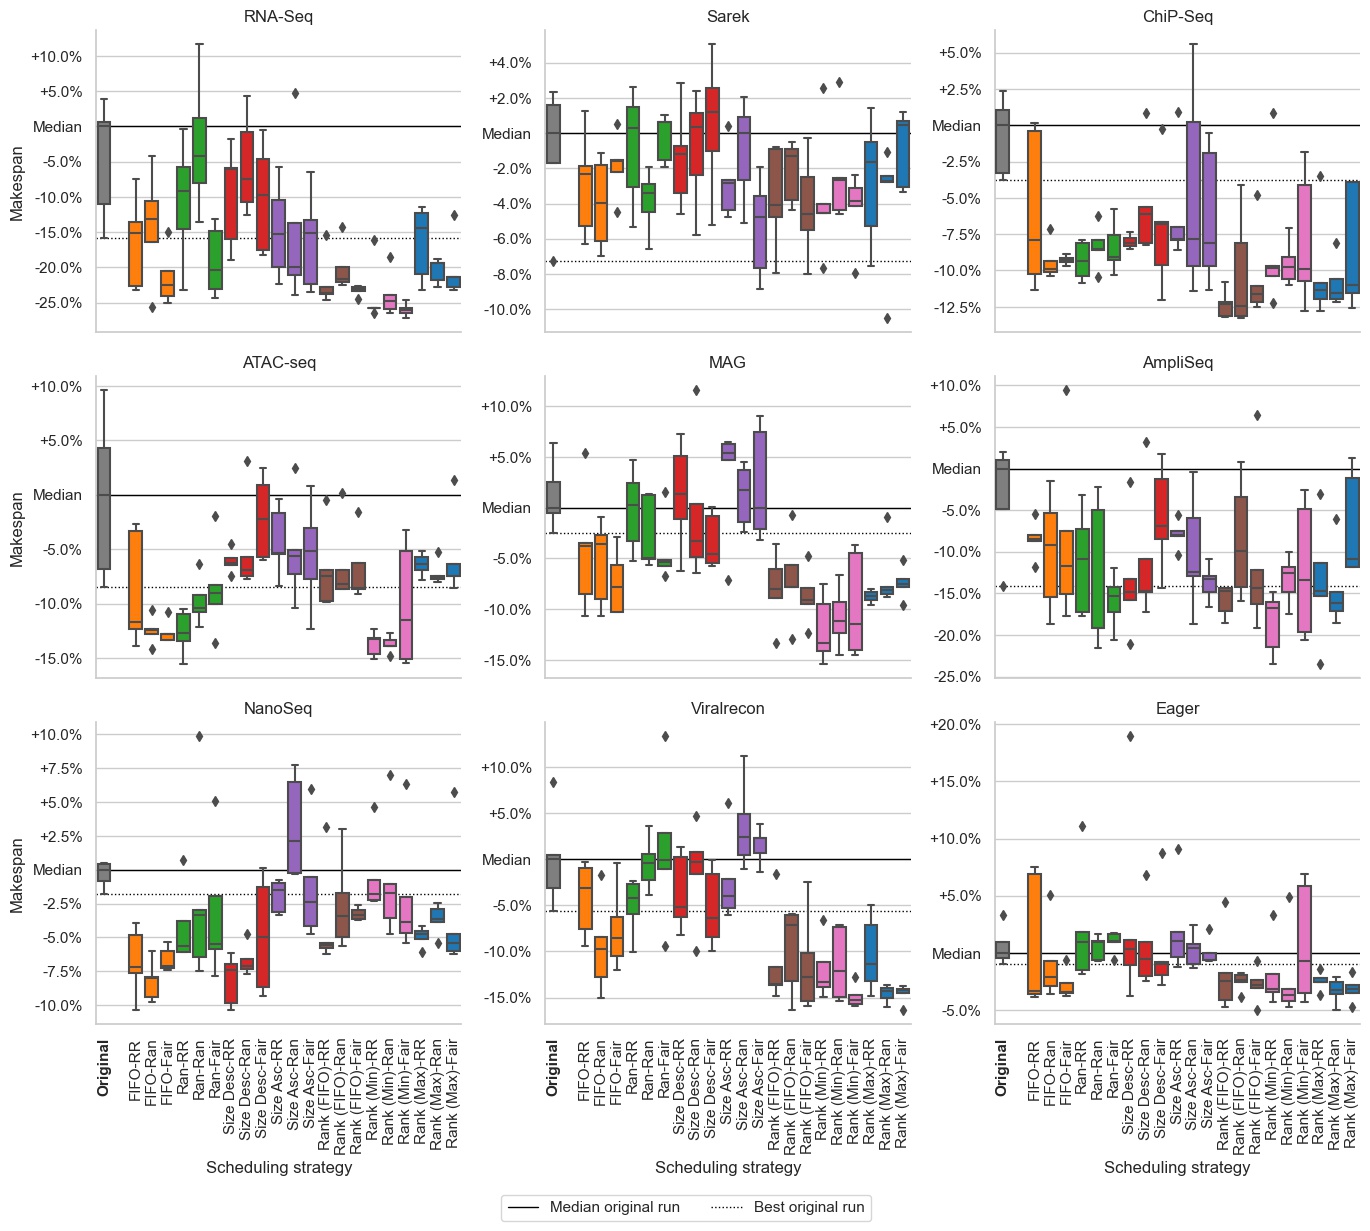 RNA-Seq
Sarek
ChiP-Seq
+10.0%
+5.0%
Median
-5.0%
-10.0%
-15.0%
-20.0%
-25.0%
Makespan
+4.0%
+2.0%
Median
-2.0%
-4.0%
-6.0%
-8.0%
-10.0%
+5.0%
+2.5%
Median
-2.5%
-5.0%
-7.5%
-10.0%
-12.5%
ATAC-seq
MAG
AmpliSeq
+10.0%
+5.0%
Median
-5.0%
-10.0%
-15.0%
Makespan
+10.0%
+5.0%
Median
-5.0%
-10.0%
-15.0%
+10.0%
+5.0%
Median
-5.0%
-10.0%
-15.0%
-20.0%
-25.0%
NanoSeq
Viralrecon
Eager
+10.0%
+7.5%
+5.0%
+2.5%
Median
-2.5%
-5.0%
-7.5%
-10.0%
Makespan
+10.0%
+5.0%
Median
-5.0%
-10.0%
-15.0%
+20.0%
+15.0%
+10.0%
+5.0%
Median
-5.0%
Original
FIFO-RR
FIFO-Ran
FIFO-Fair
Ran-RR
Ran-Ran
Ran-Fair
Size Desc-RR
Size Desc-Ran
Size Desc-Fair
Size Asc-RR
Size Asc-Ran
Size Asc-Fair
Rank (FIFO)-RR
Rank (FIFO)-Ran
Rank (FIFO)-Fair
Rank (Min)-RR
Rank (Min)-Ran
Rank (Min)-Fair
Rank (Max)-RR
Rank (Max)-Ran
Rank (Max)-Fair
Original
FIFO-RR
FIFO-Ran
FIFO-Fair
Ran-RR
Ran-Ran
Ran-Fair
Size Desc-RR
Size Desc-Ran
Size Desc-Fair
Size Asc-RR
Size Asc-Ran
Size Asc-Fair
Rank (FIFO)-RR
Rank (FIFO)-Ran
Rank (FIFO)-Fair
Rank (Min)-RR
Rank (Min)-Ran
Rank (Min)-Fair
Rank (Max)-RR
Rank (Max)-Ran
Rank (Max)-Fair
Original
FIFO-RR
FIFO-Ran
FIFO-Fair
Ran-RR
Ran-Ran
Ran-Fair
Size Desc-RR
Size Desc-Ran
Size Desc-Fair
Size Asc-RR
Size Asc-Ran
Size Asc-Fair
Rank (FIFO)-RR
Rank (FIFO)-Ran
Rank (FIFO)-Fair
Rank (Min)-RR
Rank (Min)-Ran
Rank (Min)-Fair
Rank (Max)-RR
Rank (Max)-Ran
Rank (Max)-Fair
Scheduling strategy
Scheduling strategy
Scheduling strategy
Median original run
Best original run